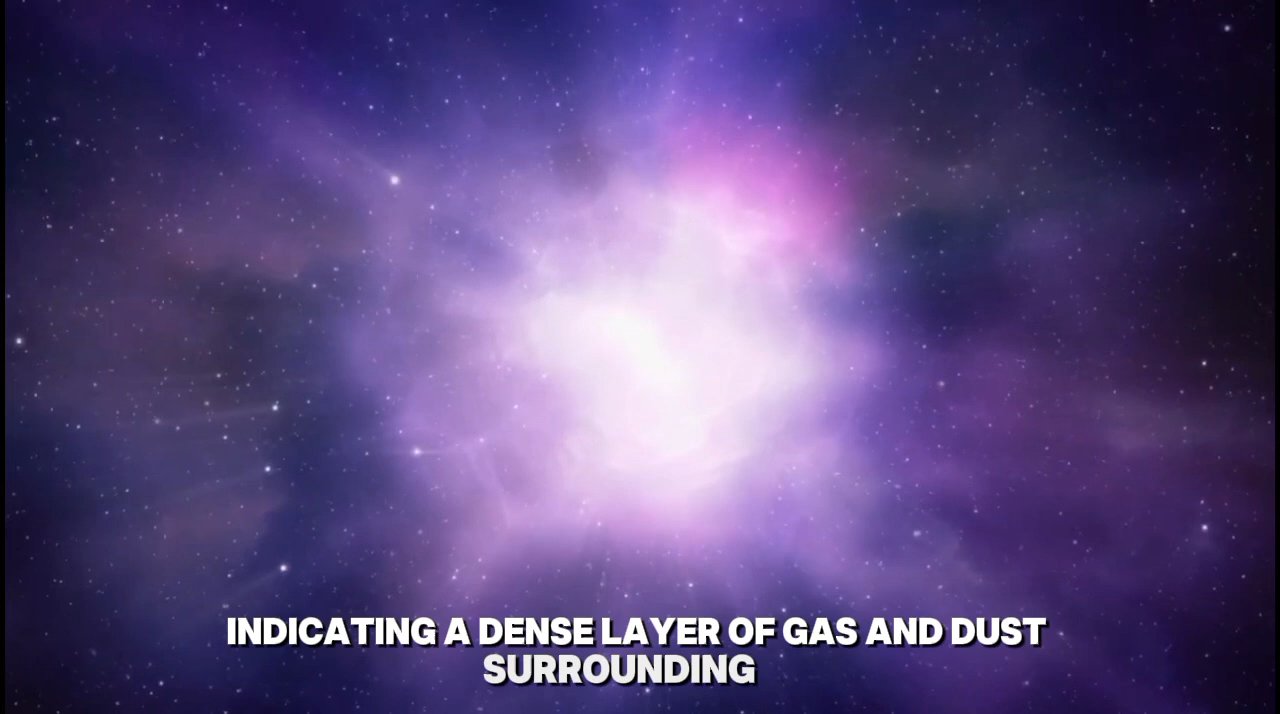 INDICATING A DENSE LAYER OF GAS AND DUST
SURROUNDING